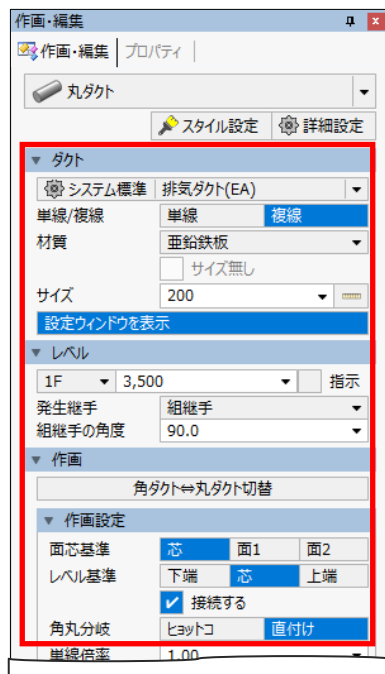 作画・編集
作画・編集 プロパティ
丸ダクト
スタイル設定 詳細設定
ダクト
システム標準 排気ダクト(EA)
単線/複線 単線 複線
材質 亜鉛鉄板
サイズ無し
サイズ 200
設定ウィンドウを表示
レベル
1F 3,500 指示
発生継手 組継手
組継手の角度 90.0
作画
角ダクト⇔丸ダクト切替
作画設定
面芯基準 芯 面1 面2
レベル基準 下端 芯 上端
接続する
角丸分岐 ヒョットコ 直付け
単線倍率 1.00